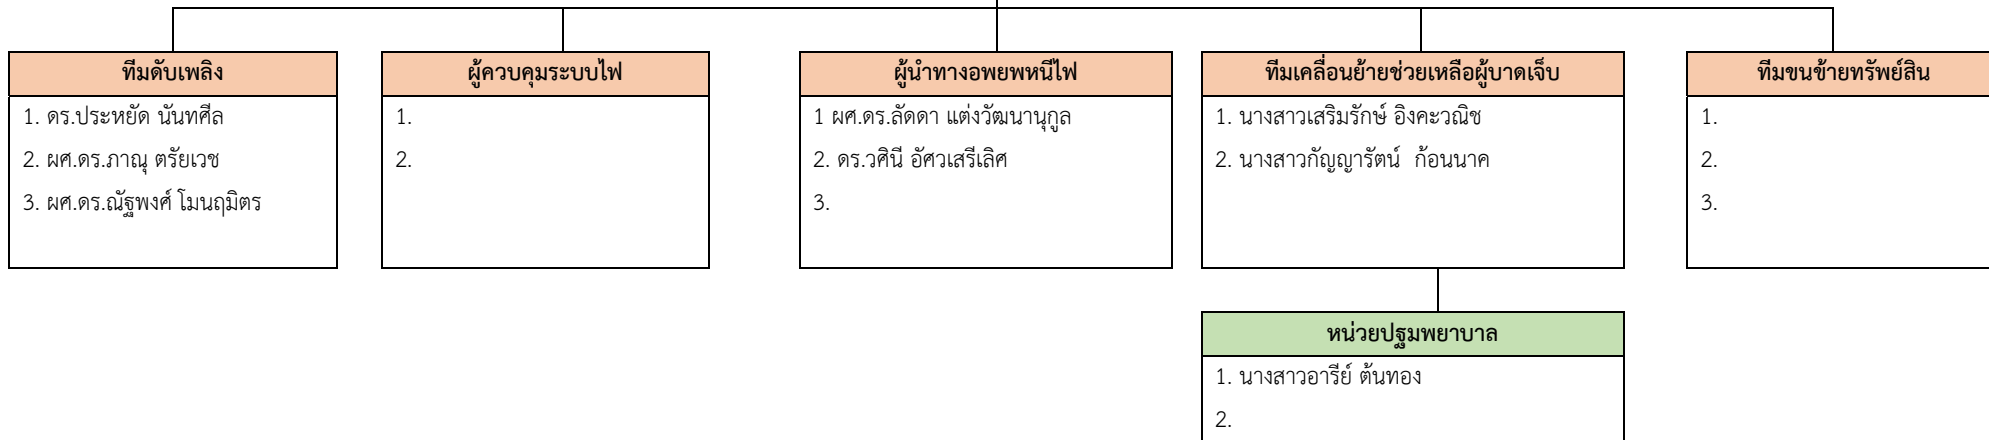 ทีมดับเพลิง
1. ดร.ประหยัด นันทศีล
2. ผศ.ดร.ภาณุ ตรัยเวช
3. ผศ.ดร.ณัฐพงศ์ โมนฤมิตร
ผู้ควบคุมระบบไฟ
1.
2.
ผู้นำทางอพยพหนีไฟ
1 ผศ.ดร.ลัดดา แต่งวัฒนานุกูล
2. ดร.วศินี อัศวเสรีเลิศ
3.
ทีมเคลื่อนย้ายช่วยเหลือผู้บาดเจ็บ
1. นางสาวเสริมรักษ์ อิงคะวณิช
2. นางสาวกัญญารัตน์  ก้อนนาค
ทีมขนข้ายทรัพย์สิน
1.
2.
3.
หน่วยปฐมพยาบาล
1. นางสาวอารีย์ ต้นทอง
2.